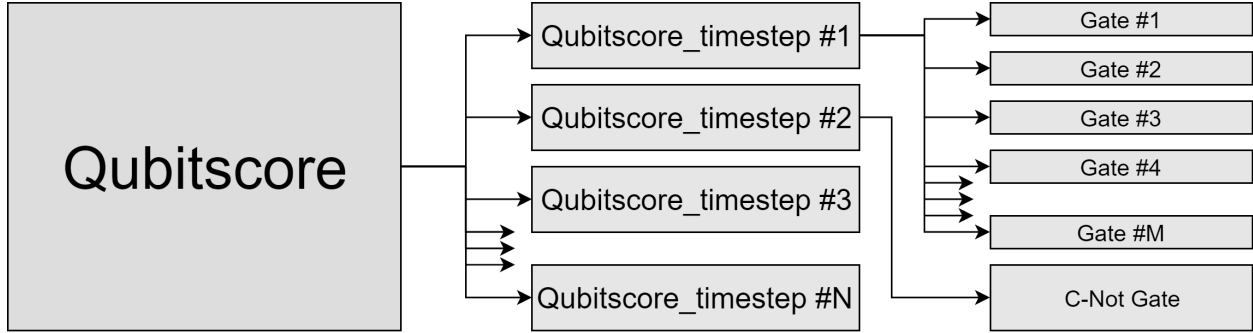 Qubitscore
Qubitscore_timestep #1
Qubitscore_timestep #2
Qubitscore_timestep #3
Qubitscore_timestep #N
Gate #1
Gate #2
Gate #3
Gate #4
Gate #M
C-Not Gate